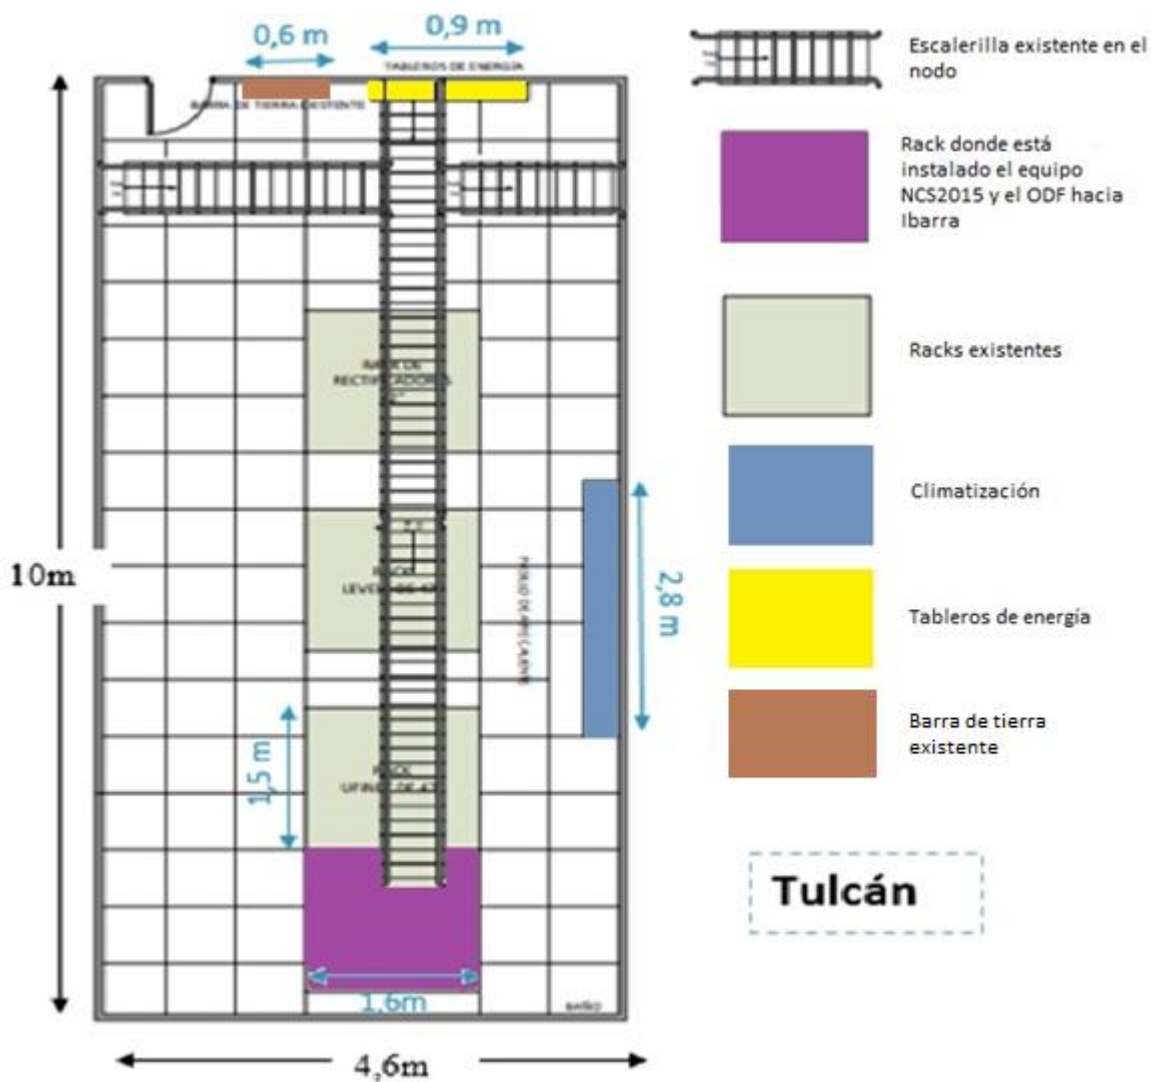 0,6 m
0,9 m
TABLEROS DE ENERGÍA
BARRA DE TIERRA EXISTENTE
RECTIFICADORES
10m
2,8 m
1,5 m
1,6m
BAÑO
4,6m
Escalerilla existente en el
nodo
Rack donde está
instalado el equipo
NCS2015 y el ODF hacia
Ibarra
Racks existentes
Climatización
Tableros de energía
Barra de tierra
existente
Tulcán